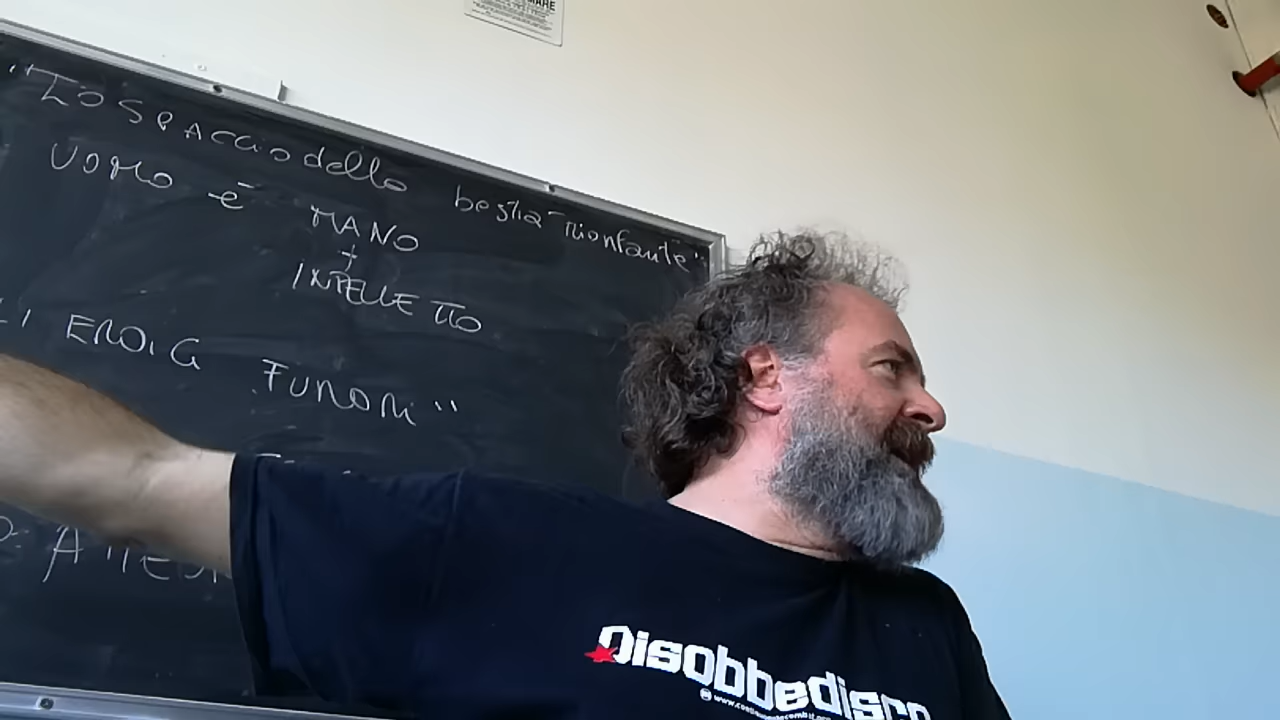 "Lo SPACCIO della bestia Trionfante"
UOMO è MANO
+
INTELLETTO
EROICI FURORI"
Disobbedisco